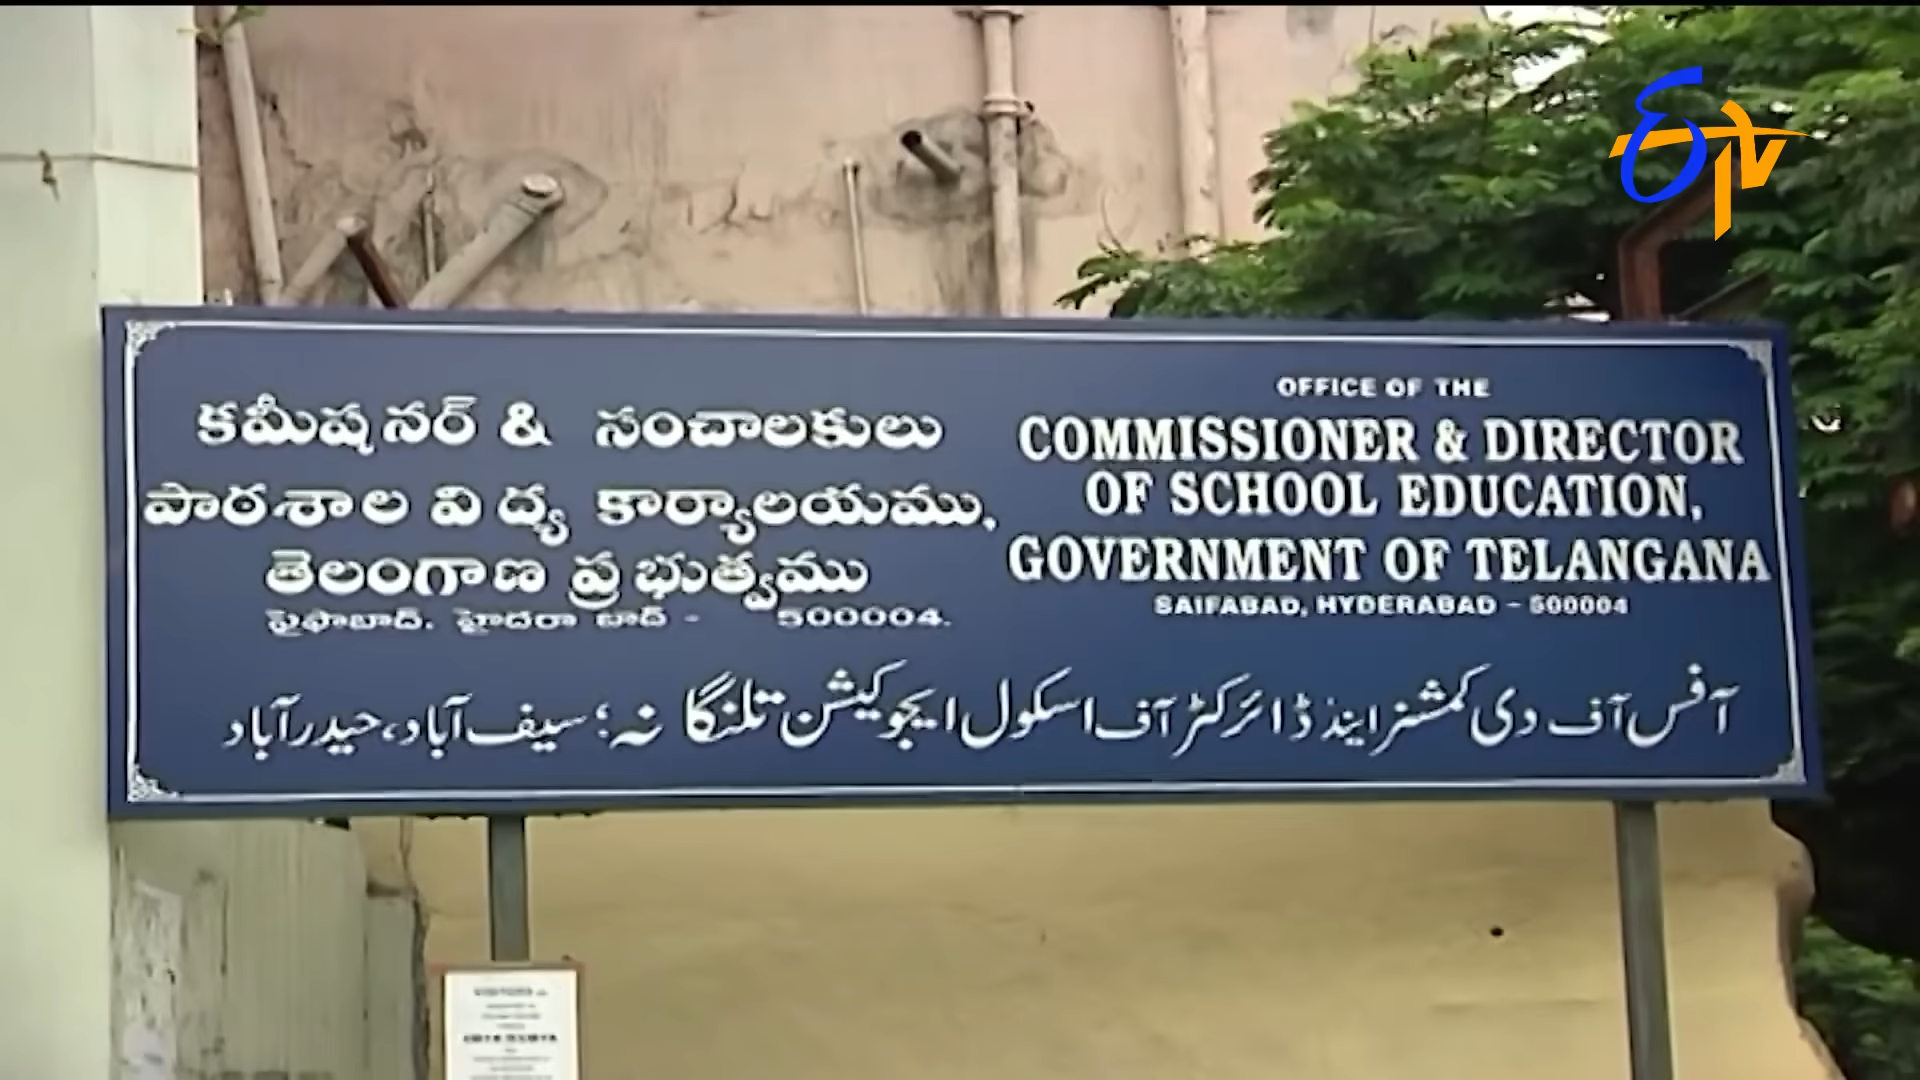 కమీషనర్ & సంచాలకులు
పాఠశాల విద్య కార్యాలయము,
తెలంగాణ ప్రభుత్వము
సైఫాబాద్. హైదరాబాద్ - 500004.
OFFICE OF THE
COMMISSIONER & DIRECTOR
OF SCHOOL EDUCATION,
GOVERNMENT OF TELANGANA
SAIFABAD, HYDERABAD - 500004
آفس آف دی کمشنر اینڈ ڈائرکٹر آف اسکول ایجوکیشن تلنگانہ؛ سیف آباد، حیدرآباد
ETV